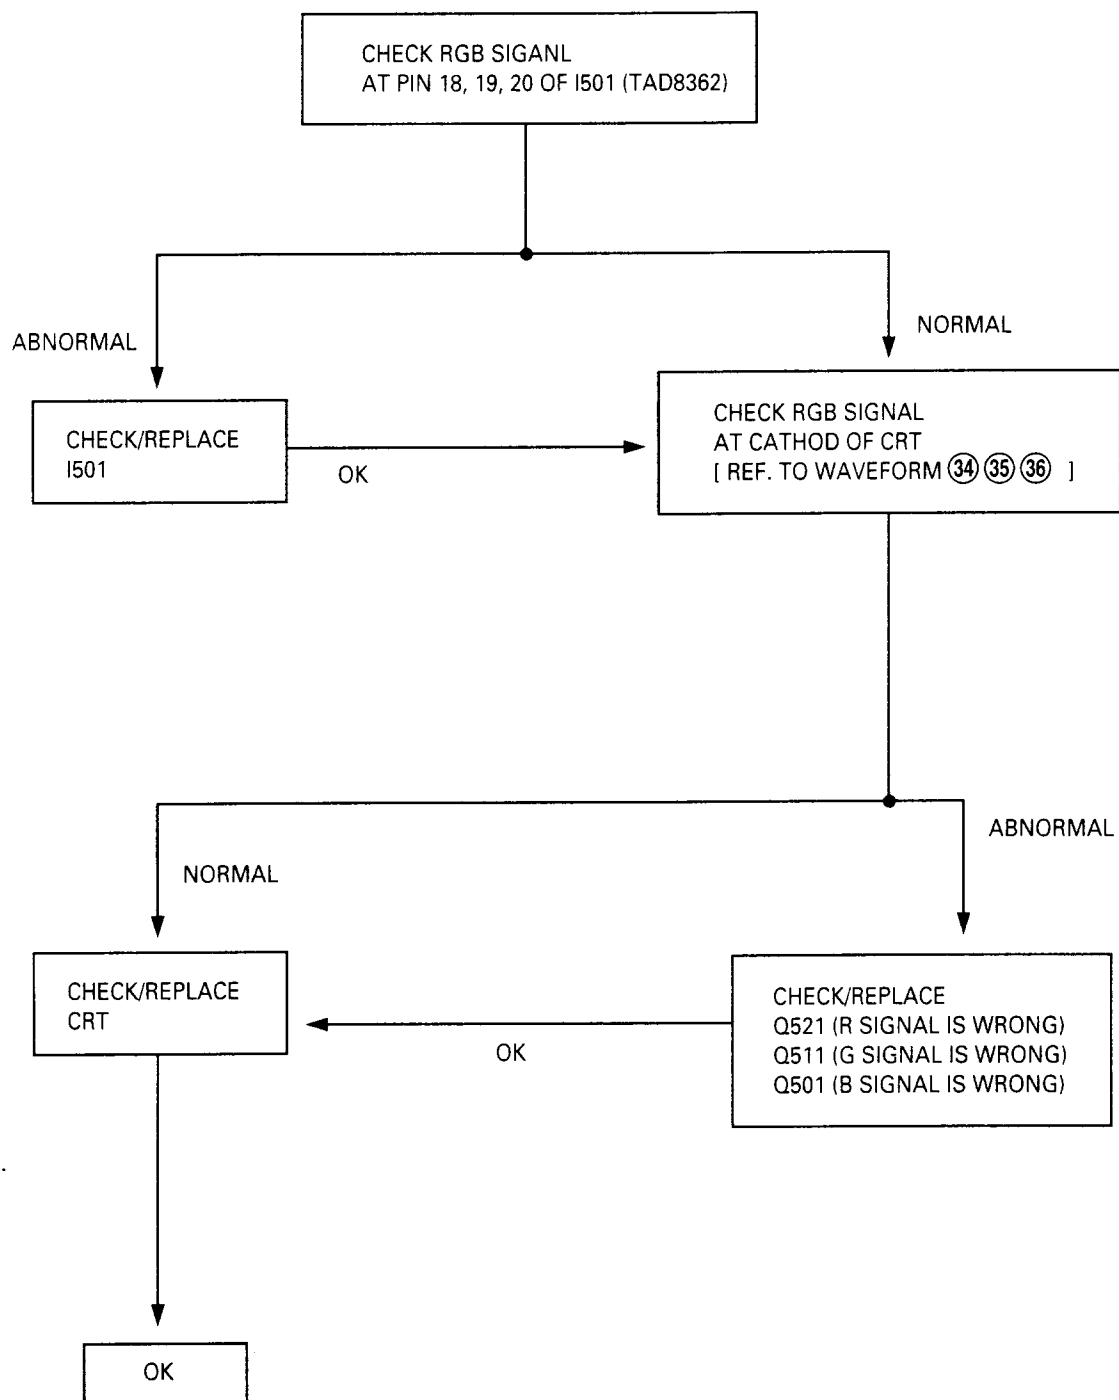 CHECK RGB SIGANL
AT PIN 18, 19, 20 OF I501 (TAD8362)
ABNORMAL
NORMAL
CHECK/REPLACE
I501
OK
CHECK RGB SIGNAL
AT CATHOD OF CRT
[ REF. TO WAVEFORM 34 35 36 ]
NORMAL
ABNORMAL
CHECK/REPLACE
CRT
OK
CHECK/REPLACE
Q521 (R SIGNAL IS WRONG)
Q511 (G SIGNAL IS WRONG)
Q501 (B SIGNAL IS WRONG)
OK